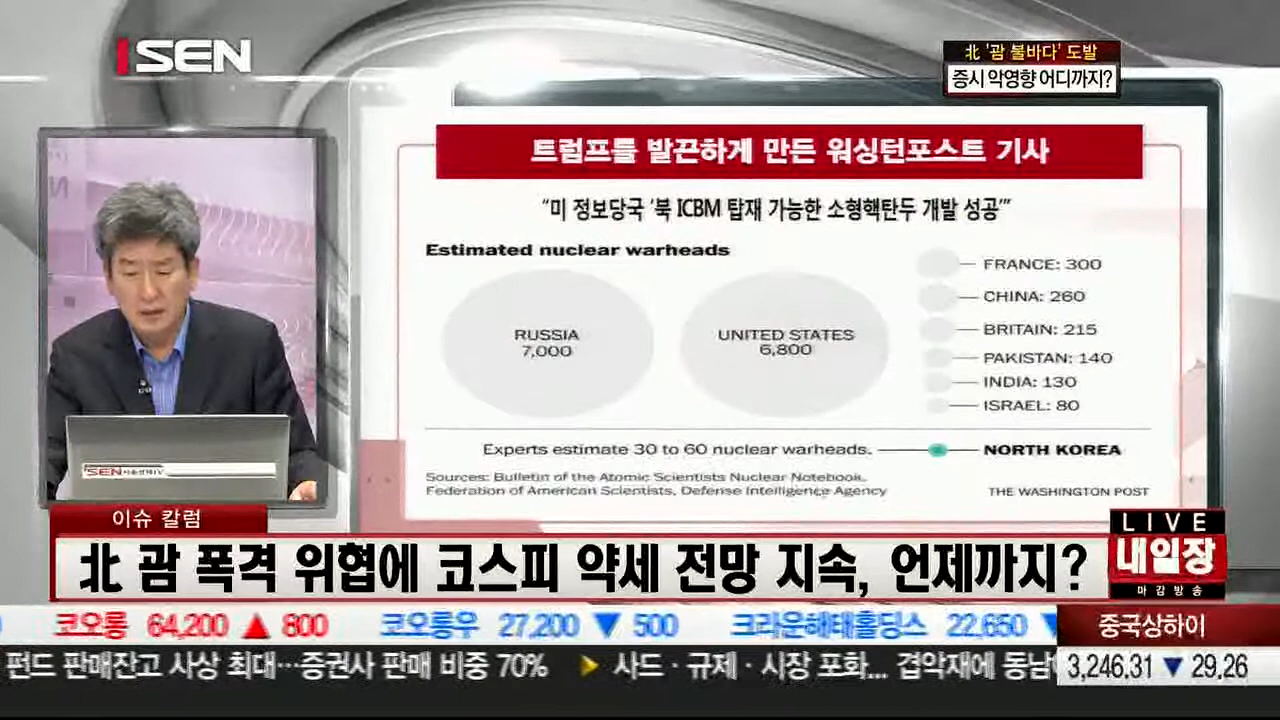 SEN
北 '괌 불바다' 도발
증시 악영향 어디까지?
트럼프를 발끈하게 만든 워싱턴포스트 기사
"미 정보당국 '북 ICBM 탑재 가능한 소형핵탄두 개발 성공'"
Estimated nuclear warheads
RUSSIA
7,000
UNITED STATES
6,800
FRANCE: 300
CHINA: 260
BRITAIN: 215
PAKISTAN: 140
INDIA: 130
ISRAEL: 80
Experts estimate 30 to 60 nuclear warheads.
NORTH KOREA
Sources: Bulletin of the Atomic Scientists Nuclear Notebook,
Federation of American Scientists, Defense Intelligence Agency
THE WASHINGTON POST
SEN
이슈 칼럼
北 괌 폭격 위협에 코스피 약세 전망 지속, 언제까지?
LIVE
내일장
마감방송
코오롱 64,200 ▲ 800 코오롱우 27,200 ▼ 500 크라운해태홀딩스 22,650 ▼
중국상하이
펀드 판매잔고 사상 최대…증권사 판매 비중 70% ▶ 사드·규제·시장 포화... 겹악재에 동남
3,246.31 ▼ 29.26